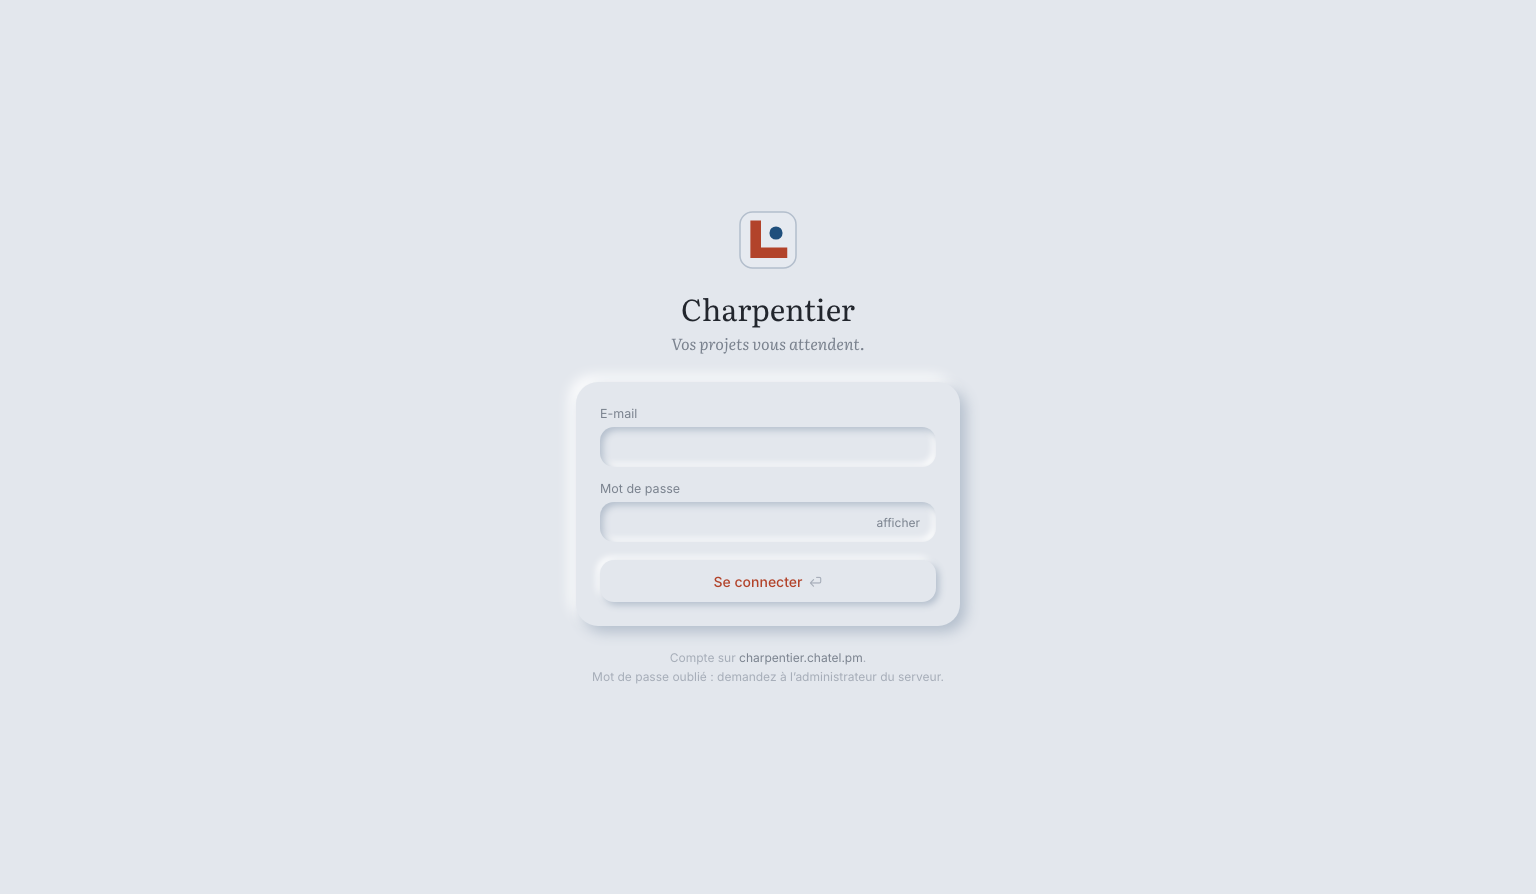 Charpentier
Vos projets vous attendent.
E-mail
Mot de passe
afficher
Se connecter
Compte sur charpentier.chatel.pm.
Mot de passe oublié : demandez à l'administrateur du serveur.